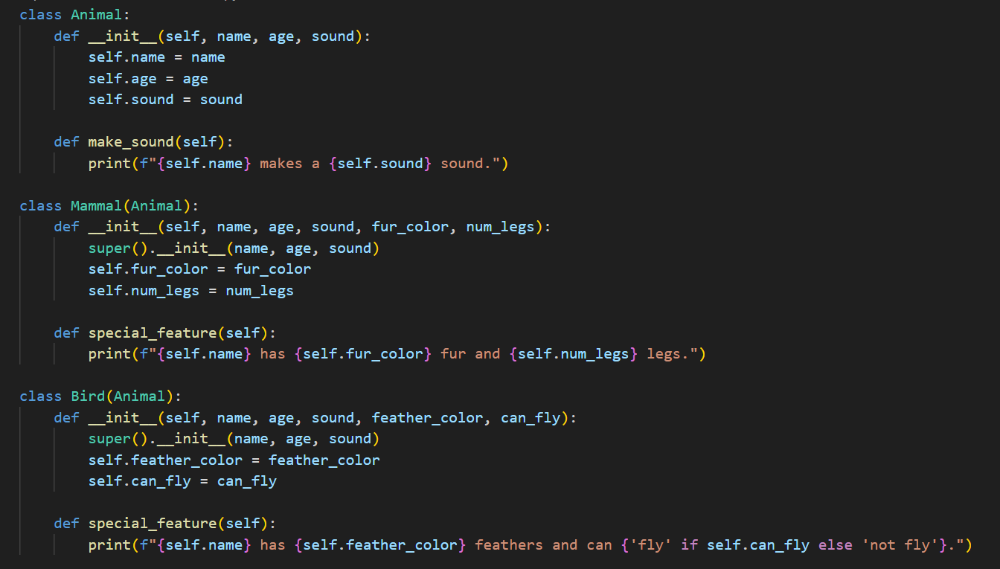 class Animal:
    def __init__(self, name, age, sound):
        self.name = name
        self.age = age
        self.sound = sound

    def make_sound(self):
        print(f"{self.name} makes a {self.sound} sound.")

class Mammal(Animal):
    def __init__(self, name, age, sound, fur_color, num_legs):
        super().__init__(name, age, sound)
        self.fur_color = fur_color
        self.num_legs = num_legs

    def special_feature(self):
        print(f"{self.name} has {self.fur_color} fur and {self.num_legs} legs.")

class Bird(Animal):
    def __init__(self, name, age, sound, feather_color, can_fly):
        super().__init__(name, age, sound)
        self.feather_color = feather_color
        self.can_fly = can_fly

    def special_feature(self):
        print(f"{self.name} has {self.feather_color} feathers and can {'fly' if self.can_fly else 'not fly'}.")